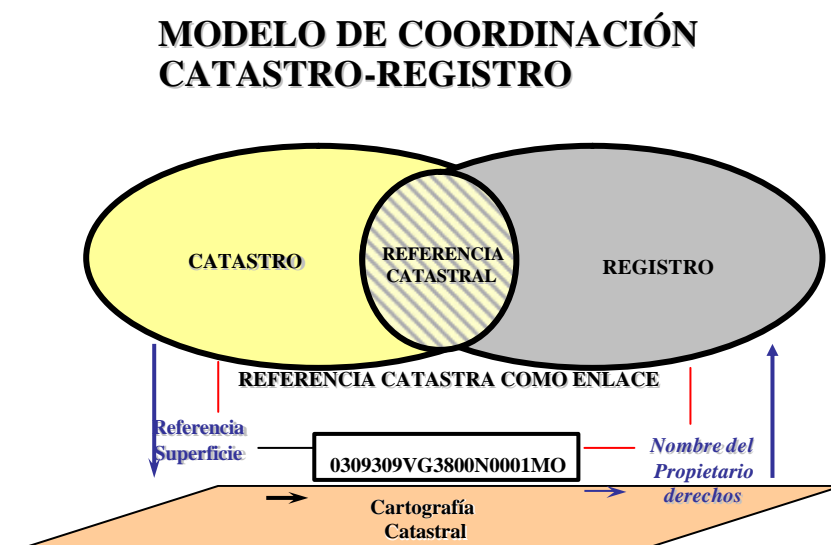 MODELO DE COORDINACIÓN
CATASTRO-REGISTRO
CATASTRO
REFERENCIA
CATASTRAL
REGISTRO
REFERENCIA CATASTRA COMO ENLACE
Referencia
Superficie
0309309VG3800N0001MO
Nombre del
Propietario
derechos
Cartografía
Catastral